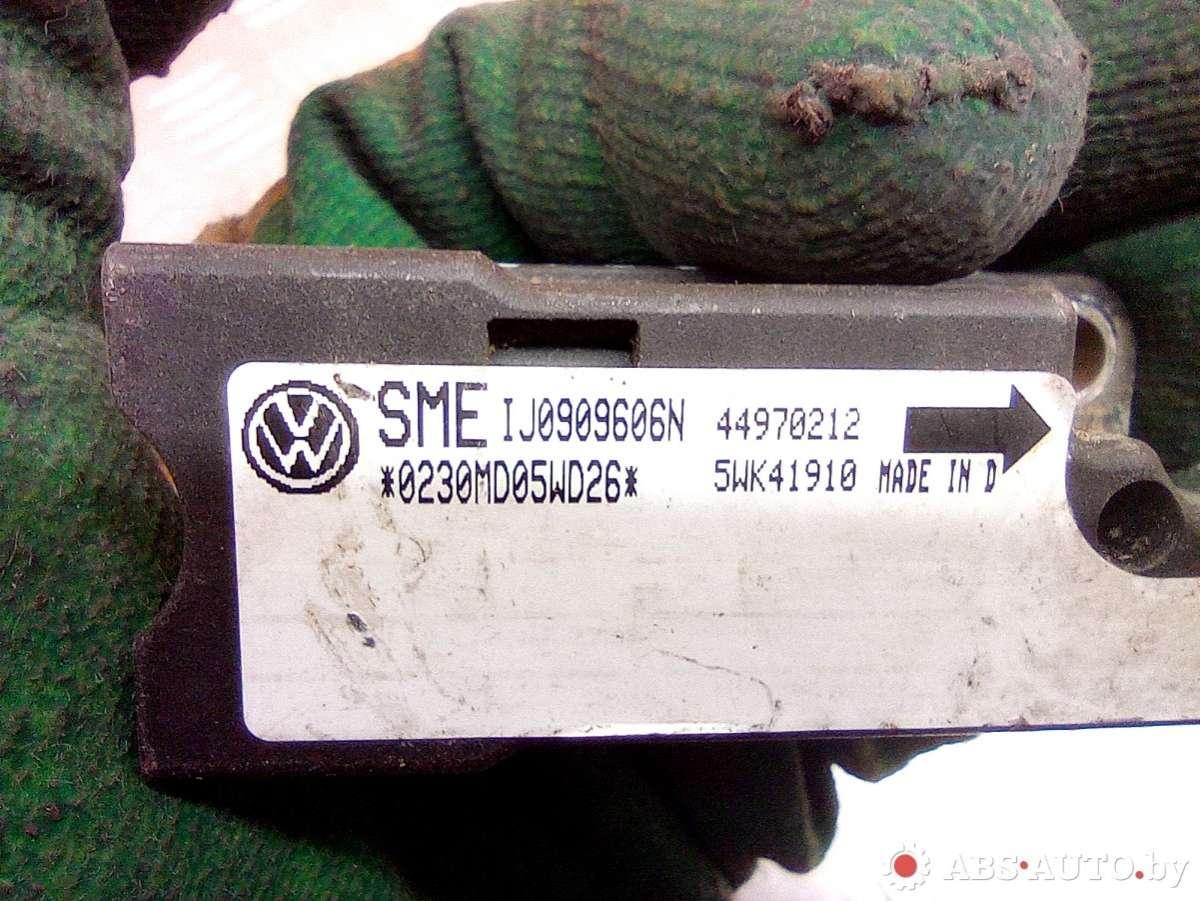 SME IJ0909606N 44970212
*0230MD05WD26* 5WK41910 MADE IN D
ABS-AUTO.by